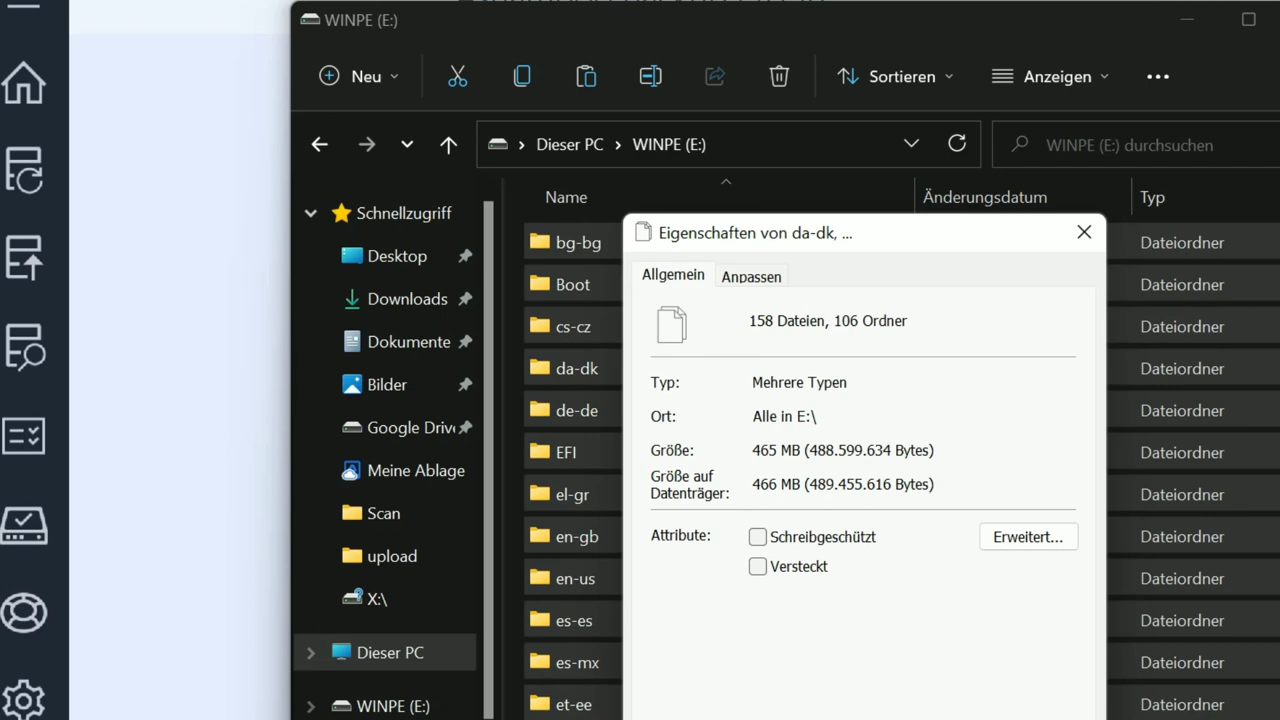 WINPE (E:)
Neu
Sortieren
Anzeigen
Dieser PC
WINPE (E:)
WINPE (E:) durchsuchen
Name
Änderungsdatum
Typ
Schnellzugriff
Desktop
Downloads
Dokumente
Bilder
Google Driv
Meine Ablage
Scan
upload
X:\
Dieser PC
WINPE (E:)
bg-bg
Boot
cs-cz
da-dk
de-de
EFI
el-gr
en-gb
en-us
es-es
es-mx
et-ee
Dateiordner
Dateiordner
Dateiordner
Dateiordner
Dateiordner
Dateiordner
Dateiordner
Dateiordner
Dateiordner
Dateiordner
Dateiordner
Dateiordner
Eigenschaften von da-dk, ...
Allgemein
Anpassen
158 Dateien, 106 Ordner
Typ: Mehrere Typen
Ort: Alle in E:\
Größe: 465 MB (488.599.634 Bytes)
Größe auf
Datenträger: 466 MB (489.455.616 Bytes)
Attribute: Schreibgeschützt
Erweitert...
Versteckt